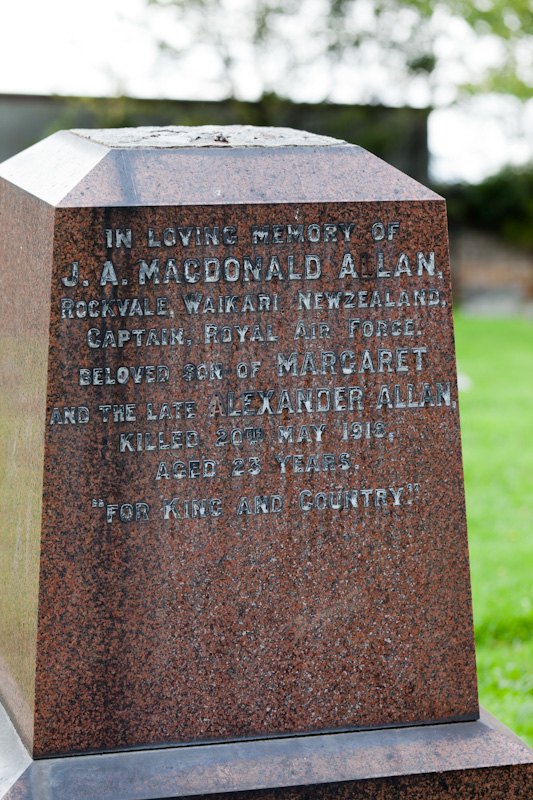 IN LOVING MEMORY OF
J. A. MACDONALD ALLAN,
ROCKVALE, WAIKARI NEWZEALAND,
CAPTAIN, ROYAL AIR FORCE.
BELOVED SON OF MARGARET
AND THE LATE ALEXANDER ALLAN,
KILLED 20TH MAY 1918,
AGED 23 YEARS.
"FOR KING AND COUNTRY."